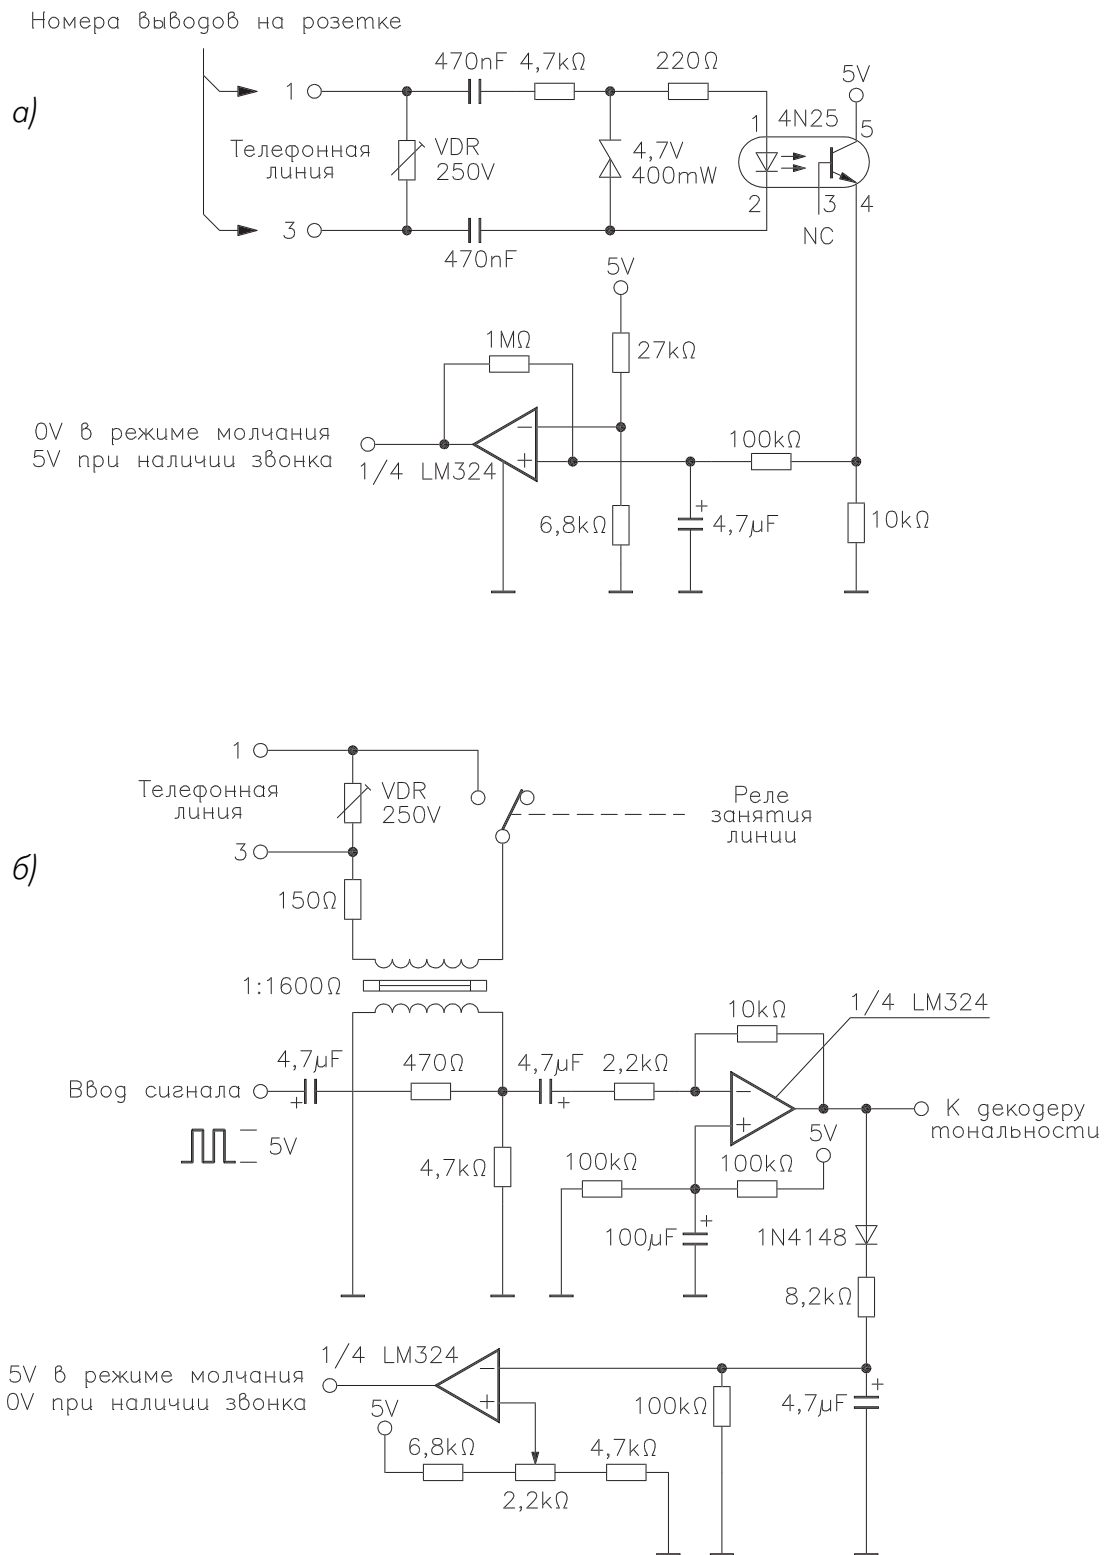 Номера выводов на розетке
а)
1
470nF
4,7kΩ
220Ω
5V
4N25
1
5
Телефонная
линия
VDR
250V
4,7V
400mW
2
3
4
NC
3
470nF
5V
27kΩ
1MΩ
0V в режиме молчания
5V при наличии звонка
1/4 LM324
−
+
100kΩ
6,8kΩ
+
4,7µF
10kΩ
б)
1
Телефонная
линия
VDR
250V
Реле
занятия
линии
3
150Ω
1:1600Ω
10kΩ
1/4 LM324
Ввод сигнала
4,7µF
+
470Ω
4,7µF
+
2,2kΩ
−
+
К декодеру
тональности
5V
5V
4,7kΩ
100kΩ
100kΩ
100µF
+
1N4148
8,2kΩ
5V в режиме молчания
0V при наличии звонка
1/4 LM324
−
+
100kΩ
4,7µF
+
5V
6,8kΩ
2,2kΩ
4,7kΩ